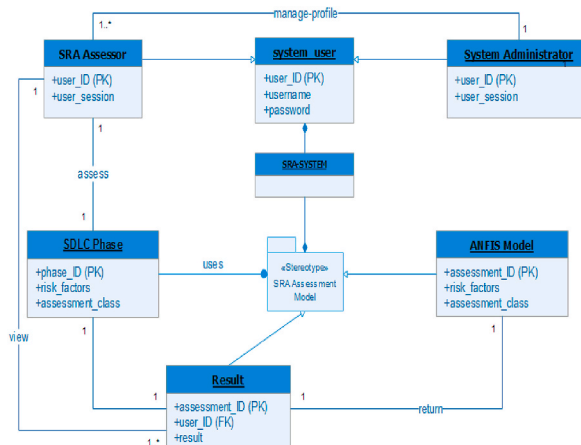 manage-profile
1..*
1
SRA Assessor
+user_ID (PK)
+user_session
system_user
+user_ID (PK)
+username
+password
System Administrator
+user_ID (PK)
+user_session
1
1
SRA-SYSTEM
assess
1
SDLC Phase
+phase_ID (PK)
+risk_factors
+assessment_class
uses
«Stereotype»
SRA Assessment
Model
ANFIS Model
+assessment_ID (PK)
+risk_factors
+assessment_class
1
1
view
Result
+assessment_ID (PK)
+user_ID (FK)
+result
1
1
return
1..*